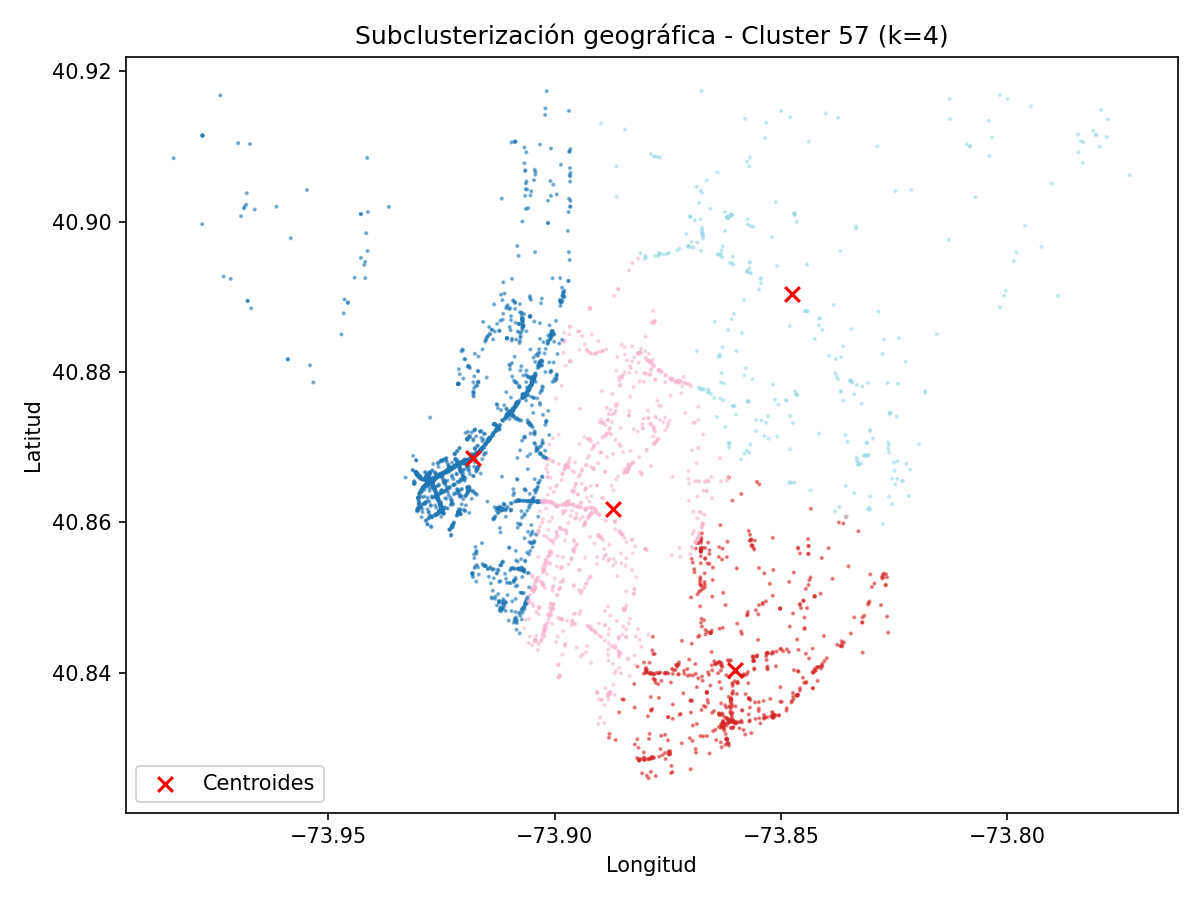 Subclusterización geográfica - Cluster 57 (k=4)
40.92
40.90
40.88
40.86
40.84
Latitud
Centroides
−73.95
−73.90
−73.85
−73.80
Longitud